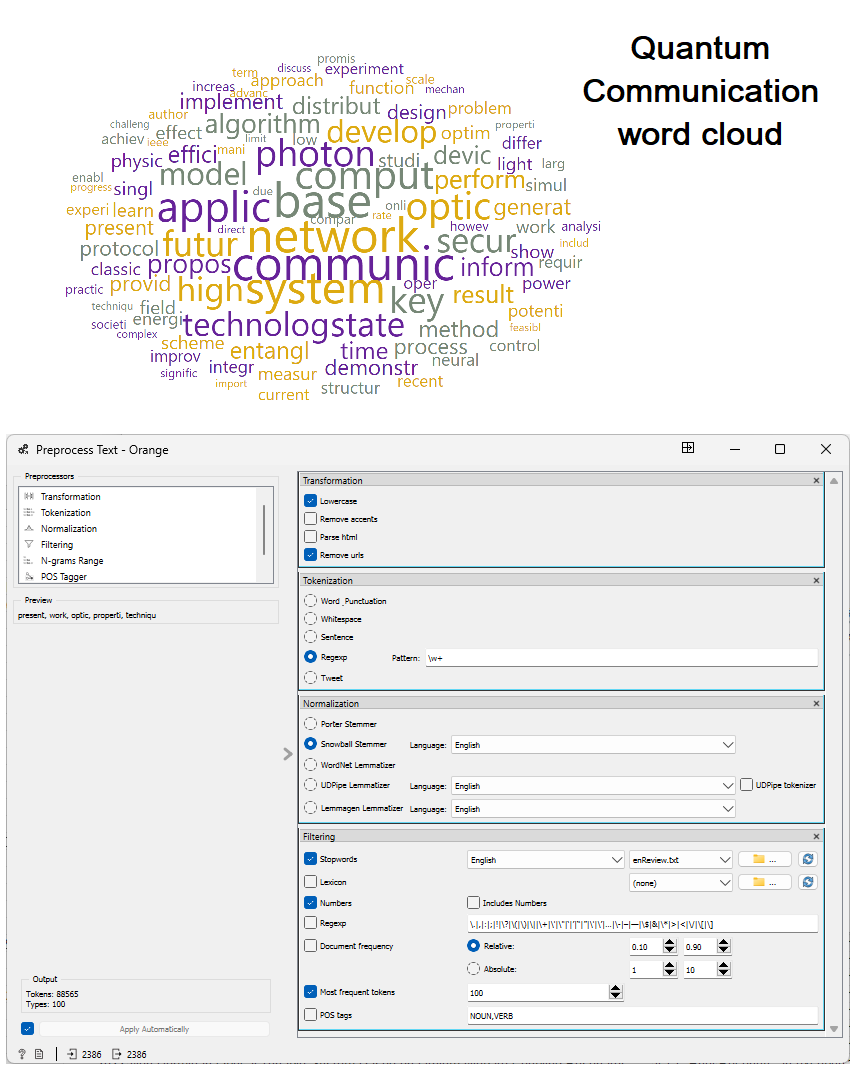 Quantum
Communication
word cloud
promis
term discuss experiment
increas advanc approach function scale mechan
implement distribut design problem
author algorithm develop optim properti
challeng effect
achiev ieee mani limit low differ
physic effici photon studi devic light larg
enabl model comput perform simul
progress singl due
experi learn applic base onli optic generat
compar rate
present direct howev work analysi
protocol futur network secur show includ
classic propos communic inform requir
practic provid high system oper power
techniqu field key result potenti
societi energi technolog state method feasibl
complex scheme entangl time process control
improv integr demonstr neural
signific import measur structur recent
current
Preprocess Text - Orange
Preprocessors
Transformation
Tokenization
Normalization
Filtering
N-grams Range
POS Tagger
Preview
present, work, optic, properti, techniqu
Output
Tokens: 88565
Types: 100
Apply Automatically
? 2386 2386
Transformation ×
Lowercase
Remove accents
Parse html
Remove urls
Tokenization ×
Word Punctuation
Whitespace
Sentence
Regexp Pattern: \w+
Tweet
Normalization ×
Porter Stemmer
Snowball Stemmer Language: English
WordNet Lemmatizer
UDPipe Lemmatizer Language: English UDPipe tokenizer
Lemmagen Lemmatizer Language: English
Filtering ×
Stopwords English enReview.txt ...
Lexicon (none) ...
Numbers Includes Numbers
Regexp
Document frequency Relative: 0.10 0.90
Absolute: 1 10
Most frequent tokens 100
POS tags NOUN,VERB